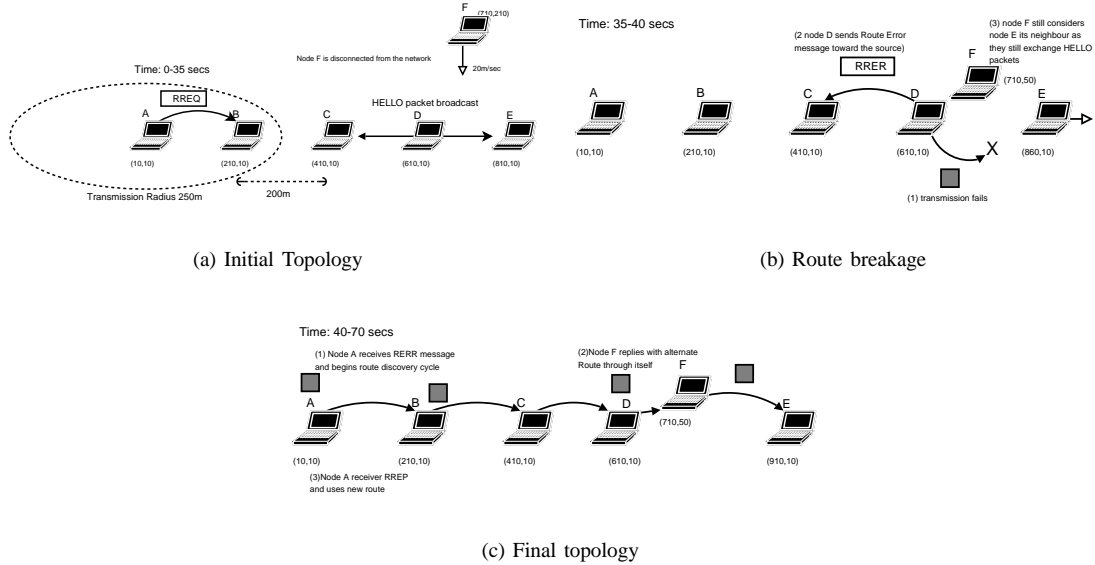 F
(710,210)
Node F is disconnected from the network
20m/sec
Time: 0-35 secs
RREQ
A
B
C
HELLO packet broadcast
D
E
(10,10)
(210,10)
(410,10)
(610,10)
(810,10)
200m
Transmission Radius 250m
(a) Initial Topology
Time: 35-40 secs
(2 node D sends Route Error
message toward the source)
RRER
(3) node F still considers
node E its neighbour as
they still exchange HELLO
packets
F
(710,50)
A
B
C
D
E
(10,10)
(210,10)
(410,10)
(610,10)
(860,10)
X
(1) transmission fails
(b) Route breakage
Time: 40-70 secs
(1) Node A receives RERR message
and begins route discovery cycle
(2)Node F replies with alternate
Route through itself
F
A
B
C
D
E
(710,50)
(10,10)
(210,10)
(410,10)
(610,10)
(910,10)
(3)Node A receiver RREP
and uses new route
(c) Final topology